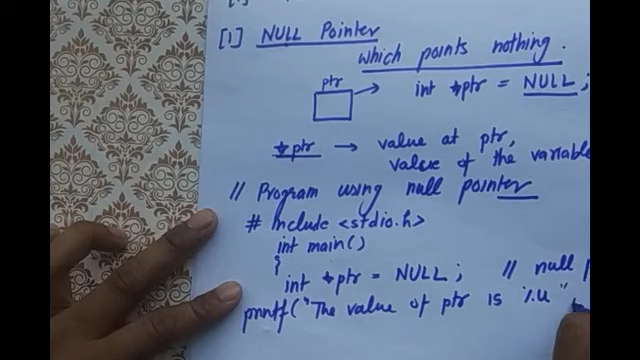 [1] NULL Pointer
which points nothing.
ptr
int *ptr = NULL;
*ptr → value at ptr,
value of the variable
// Program using null pointer
# include <stdio.h>
int main()
{
int *ptr = NULL; // null
printf("The value of ptr is %u"